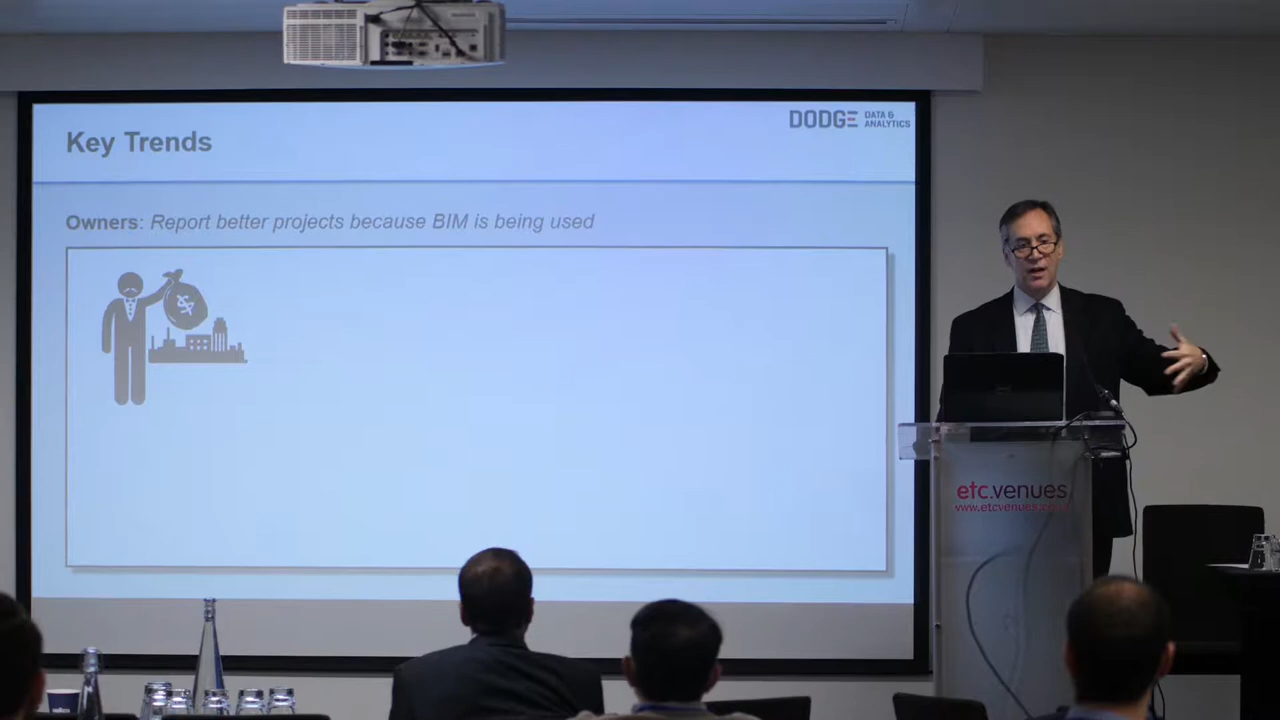 DODGE DATA &
ANALYTICS
Key Trends
Owners: Report better projects because BIM is being used
$
etc.venues